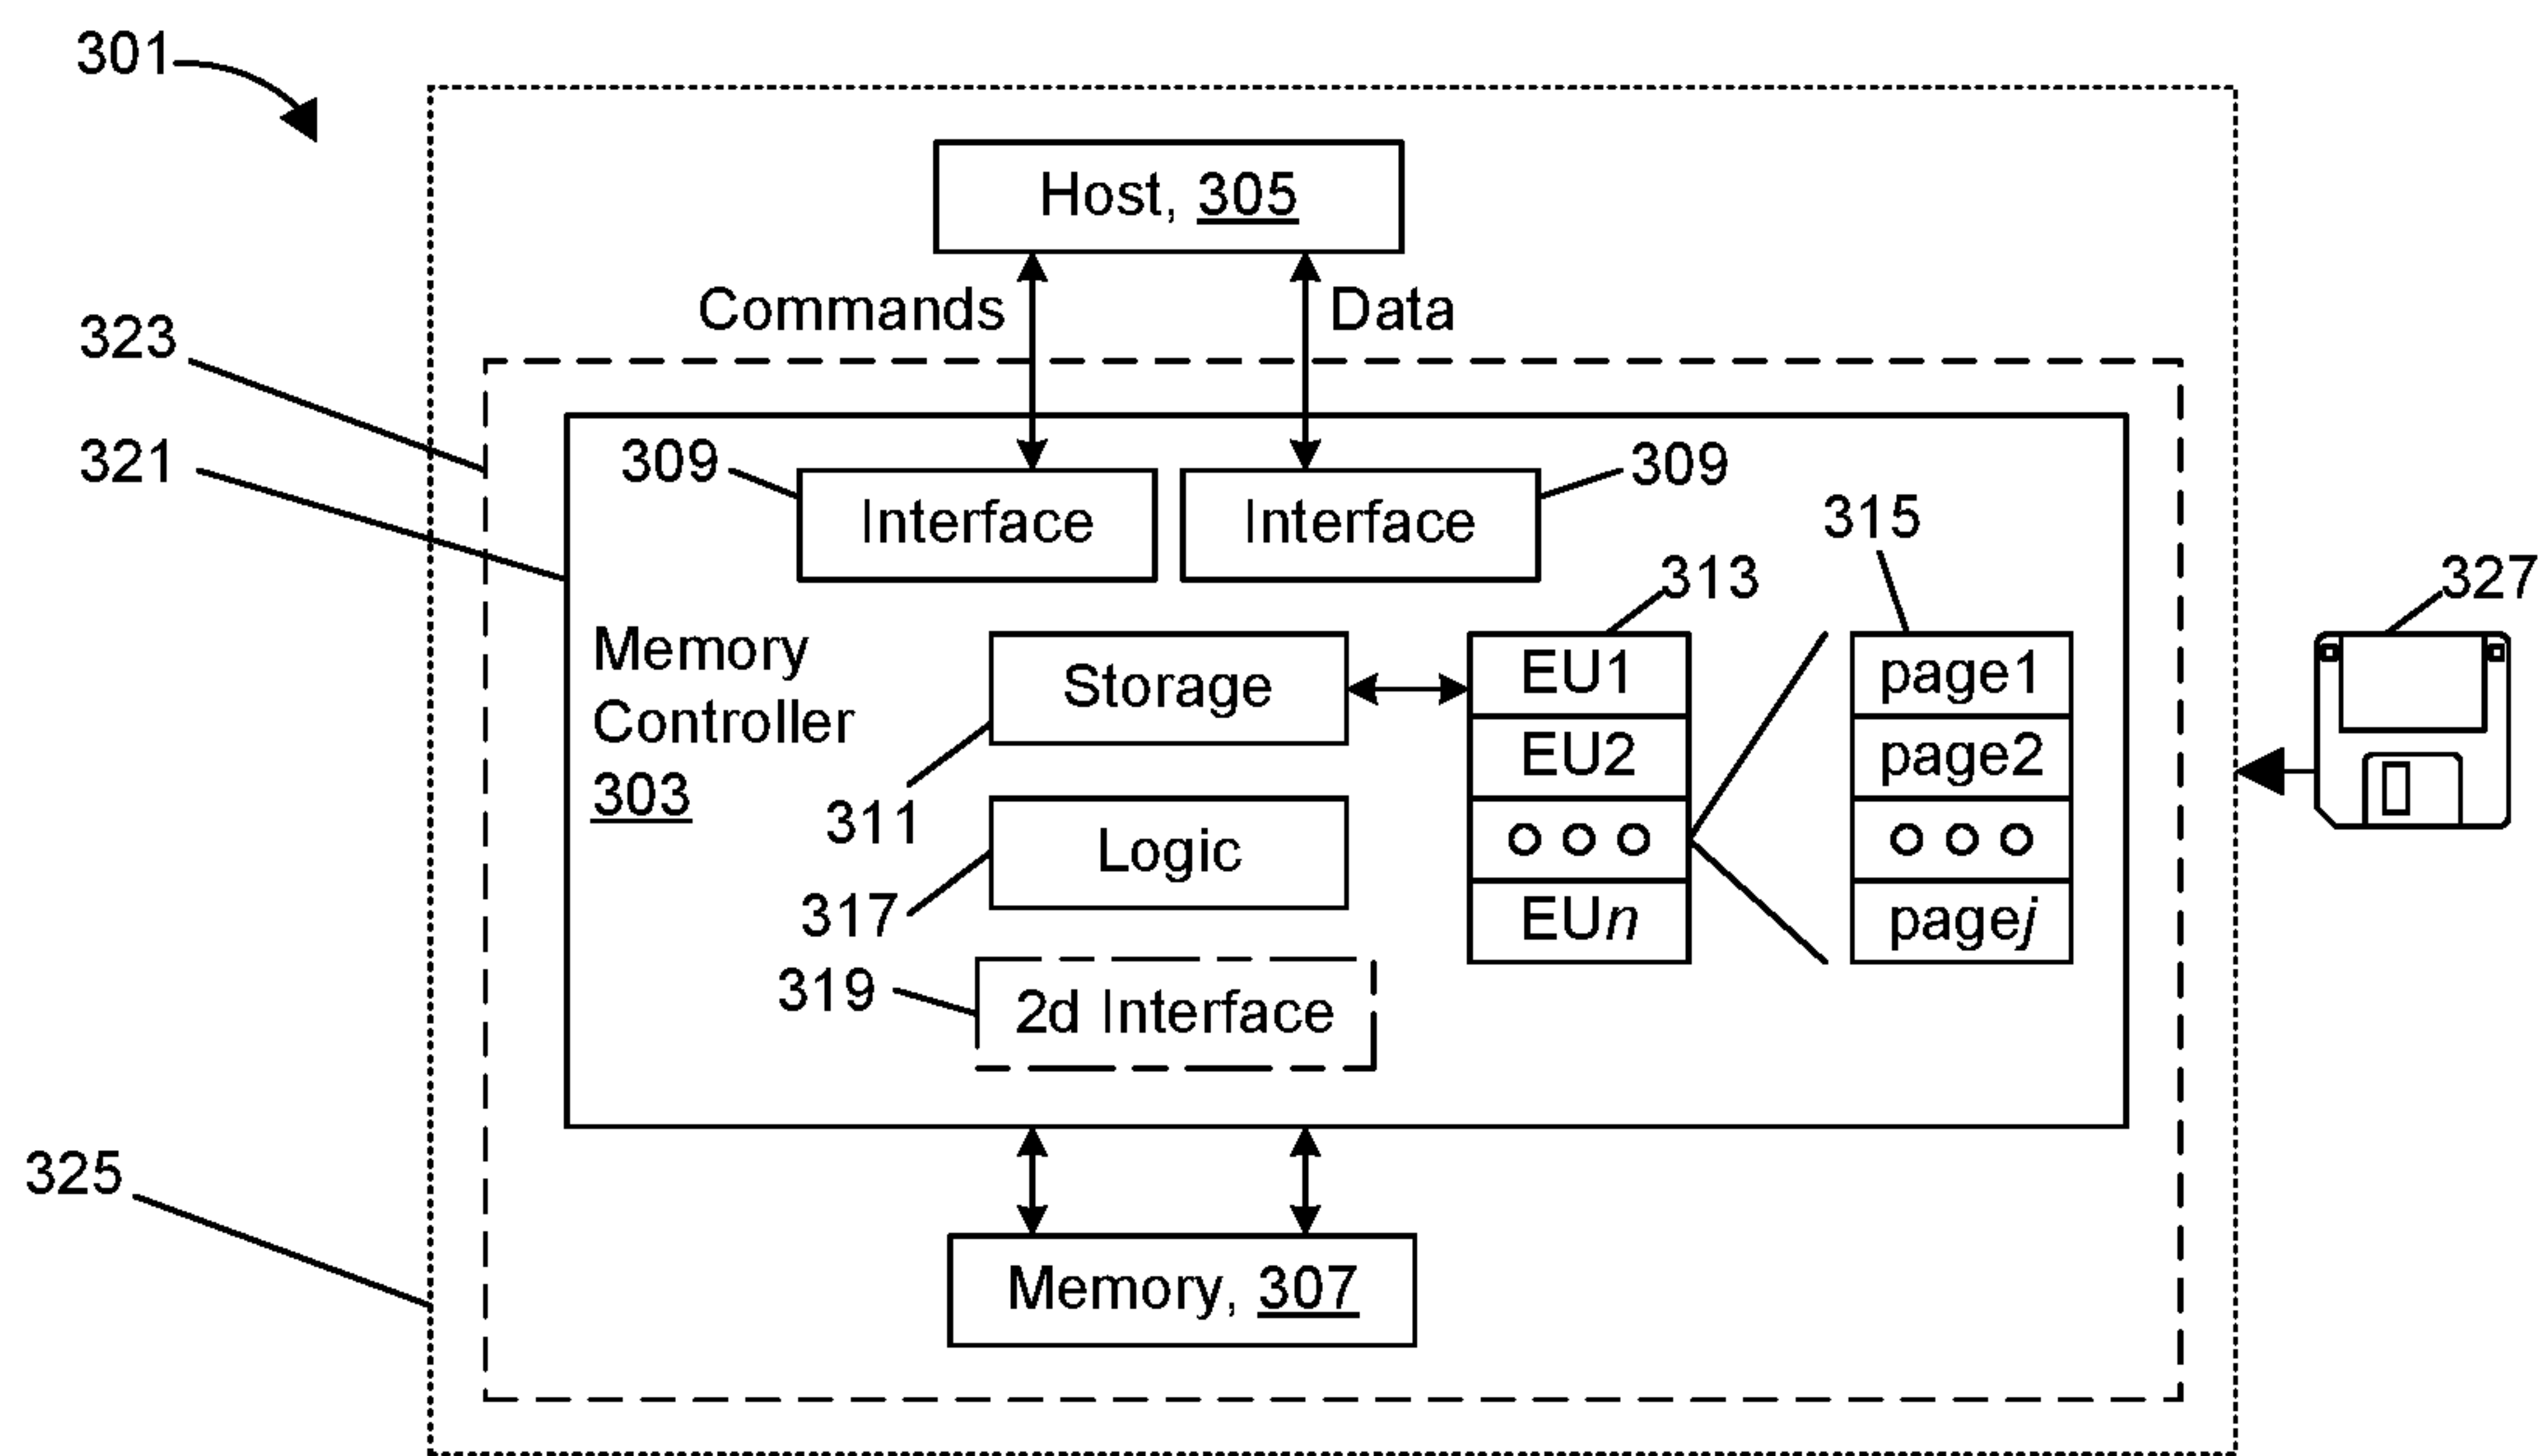 301
Host, 305
Commands
Data
323
321
309
Interface
Interface
309
315
313
327
Memory
Controller
303
Storage
311
EU1
EU2
EUn
page1
page2
pagej
Logic
317
319
2d Interface
325
Memory, 307